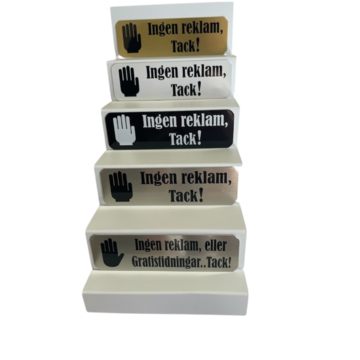 Ingen reklam,
Tack!
Ingen reklam,
Tack!
Ingen reklam,
Tack!
Ingen reklam,
Tack!
Ingen reklam, eller
Gratistidningar..Tack!